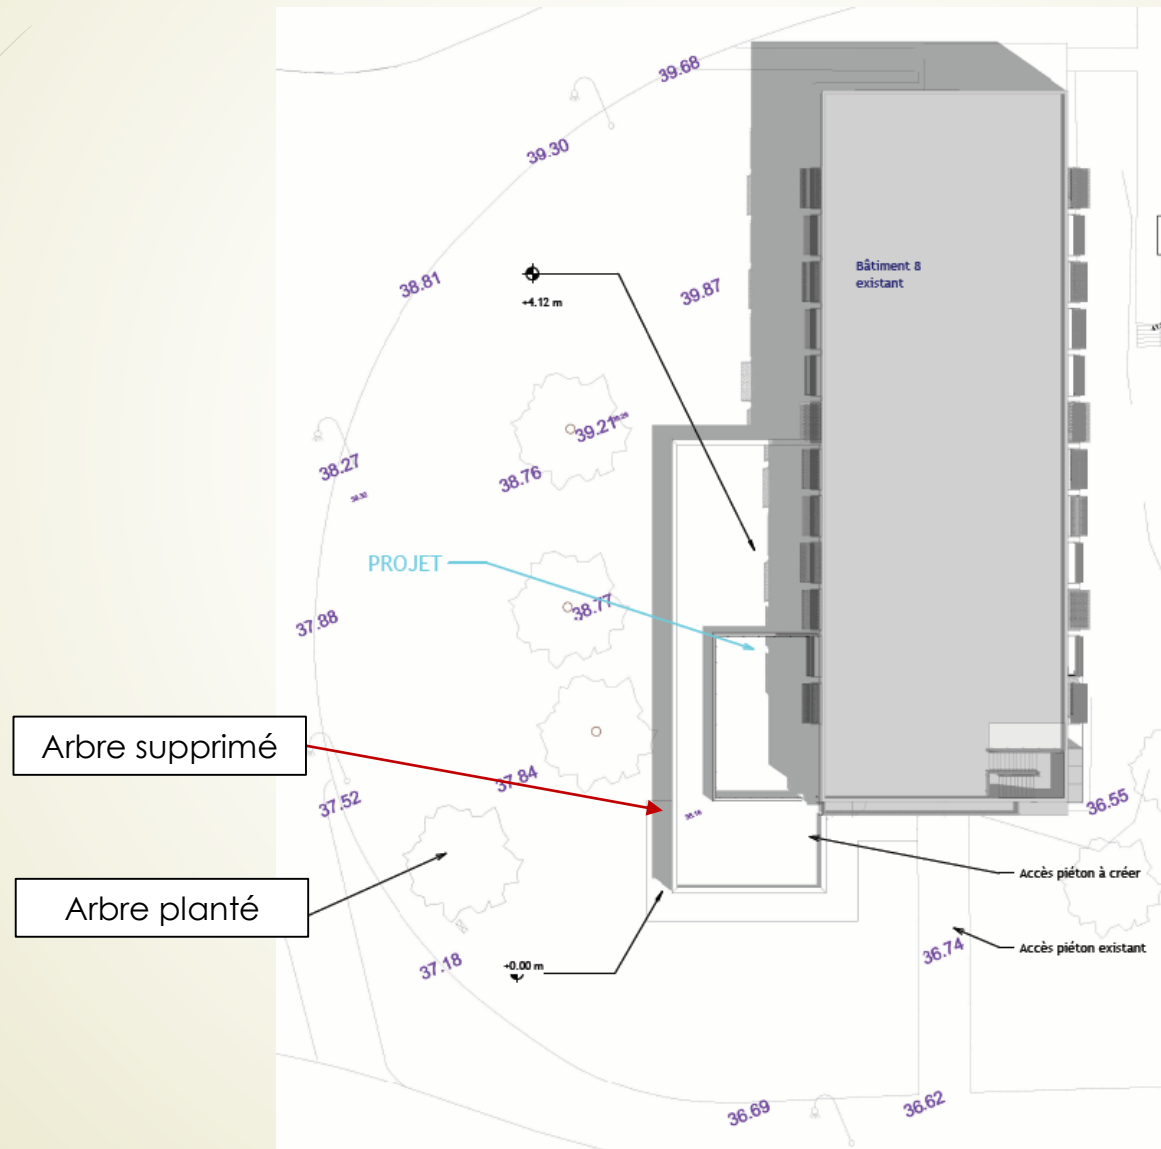 39.68
39.30
Bâtiment 8
existant
38.81
39.87
+4.12 m
39.21
38.27
38.76
PROJET
38.77
37.88
Arbre supprimé
37.84
37.52
36.55
Accès piéton à créer
Arbre planté
Accès piéton existant
36.74
37.18
+0.00 m
36.69
36.62